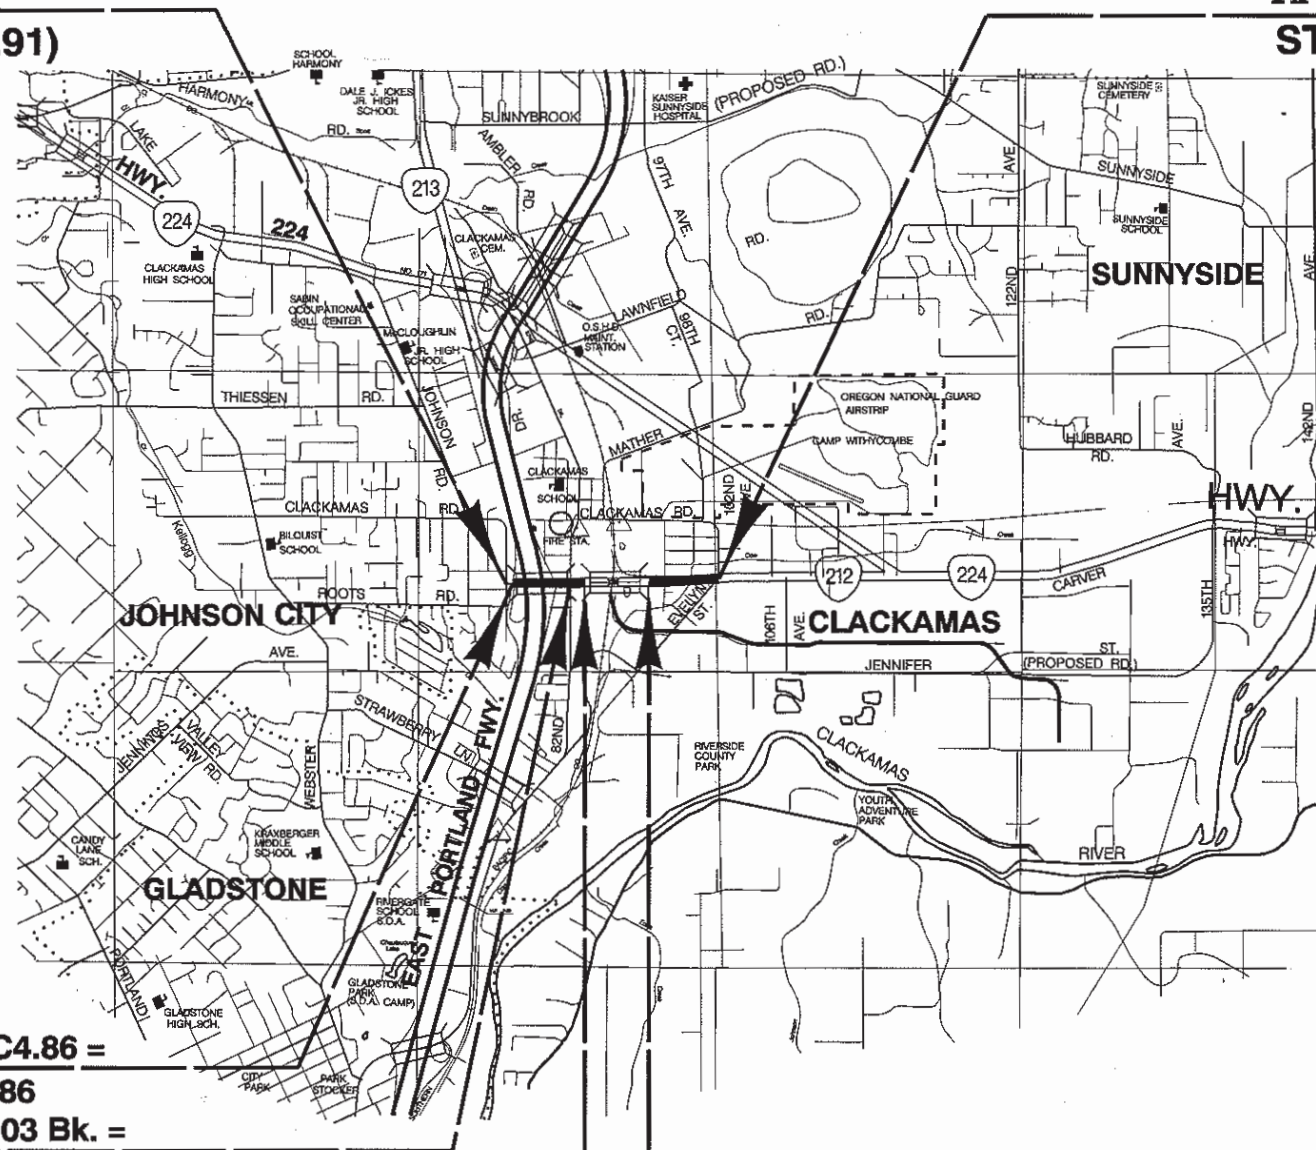 91)
ST
SCHOOL
HARMONY
DALE J. ICKES
JR. HIGH
SCHOOL
HARMONY
RD.
LAKE
HWY.
224
224
CLACKAMAS
HIGH SCHOOL
213
SUNNYBROOK
AMBLER
RD.
KAISER
SUNNYSIDE
HOSPITAL
(PROPOSED RD.)
97TH
AVE.
RD.
RD.
SUNNYSIDE
CEMETERY
SUNNYSIDE
AVE.
122ND
SUNNYSIDE
SCHOOL
SUNNYSIDE
AVE.
142ND
CLACKAMAS
CEM.
SABIN
OCCUPATIONAL
SKILL CENTER
McCLOUGHLIN
JR. HIGH
SCHOOL
LAWNFIELD
98TH
CT.
O.S.H.D.
MAINT.
STATION
THIESSEN
RD.
JOHNSON
RD.
DR.
MATHER
OREGON NATIONAL GUARD
AIRSTRIP
CAMP WITHYCOMBE
HUBBARD
RD.
AVE.
CLACKAMAS
SCHOOL
CLACKAMAS
RD.
CLACKAMAS RD.
FIRE STA.
102ND
AVE
HWY.
HWY.
Kellogg
BILQUIST
SCHOOL
ROOTS
RD.
JOHNSON CITY
212
224
CARVER
135TH
EVELYN
ST.
106TH
AVE.
CLACKAMAS
AVE.
JENNIFER
ST.
(PROPOSED RD.)
STRAWBERRY
LN.
82ND
JENNINGS
VALLEY
VIEW
RD.
WEBSTER
RIVERSIDE
COUNTY
PARK
CLACKAMAS
YOUTH
ADVENTURE
PARK
RIVER
CANDY
LANE
SCH.
KRAXBERGER
MIDDLE
SCHOOL
GLADSTONE
EAST PORTLAND FWY.
RIVERGATE
SCHOOL
S.D.A.
GLADSTONE
PARK
(S.D.A. CAMP)
PORTLAND
GLADSTONE
HIGH SCH.
CITY
PARK
PARK
STOCKER
C4.86 =
86
03 Bk. =